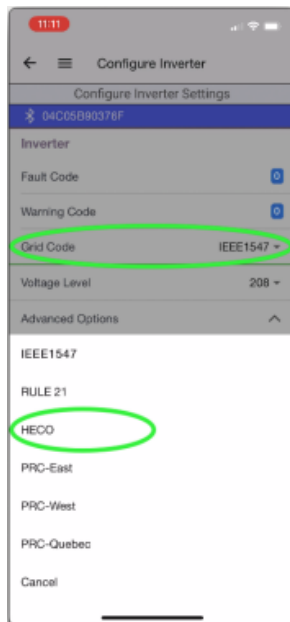 11:11
Configure Inverter
Configure Inverter Settings
04C05B90376F
Inverter
Fault Code 0
Warning Code 0
Grid Code IEEE1547
Voltage Level 208
Advanced Options
IEEE1547
RULE 21
HECO
PRC-East
PRC-West
PRC-Quebec
Cancel